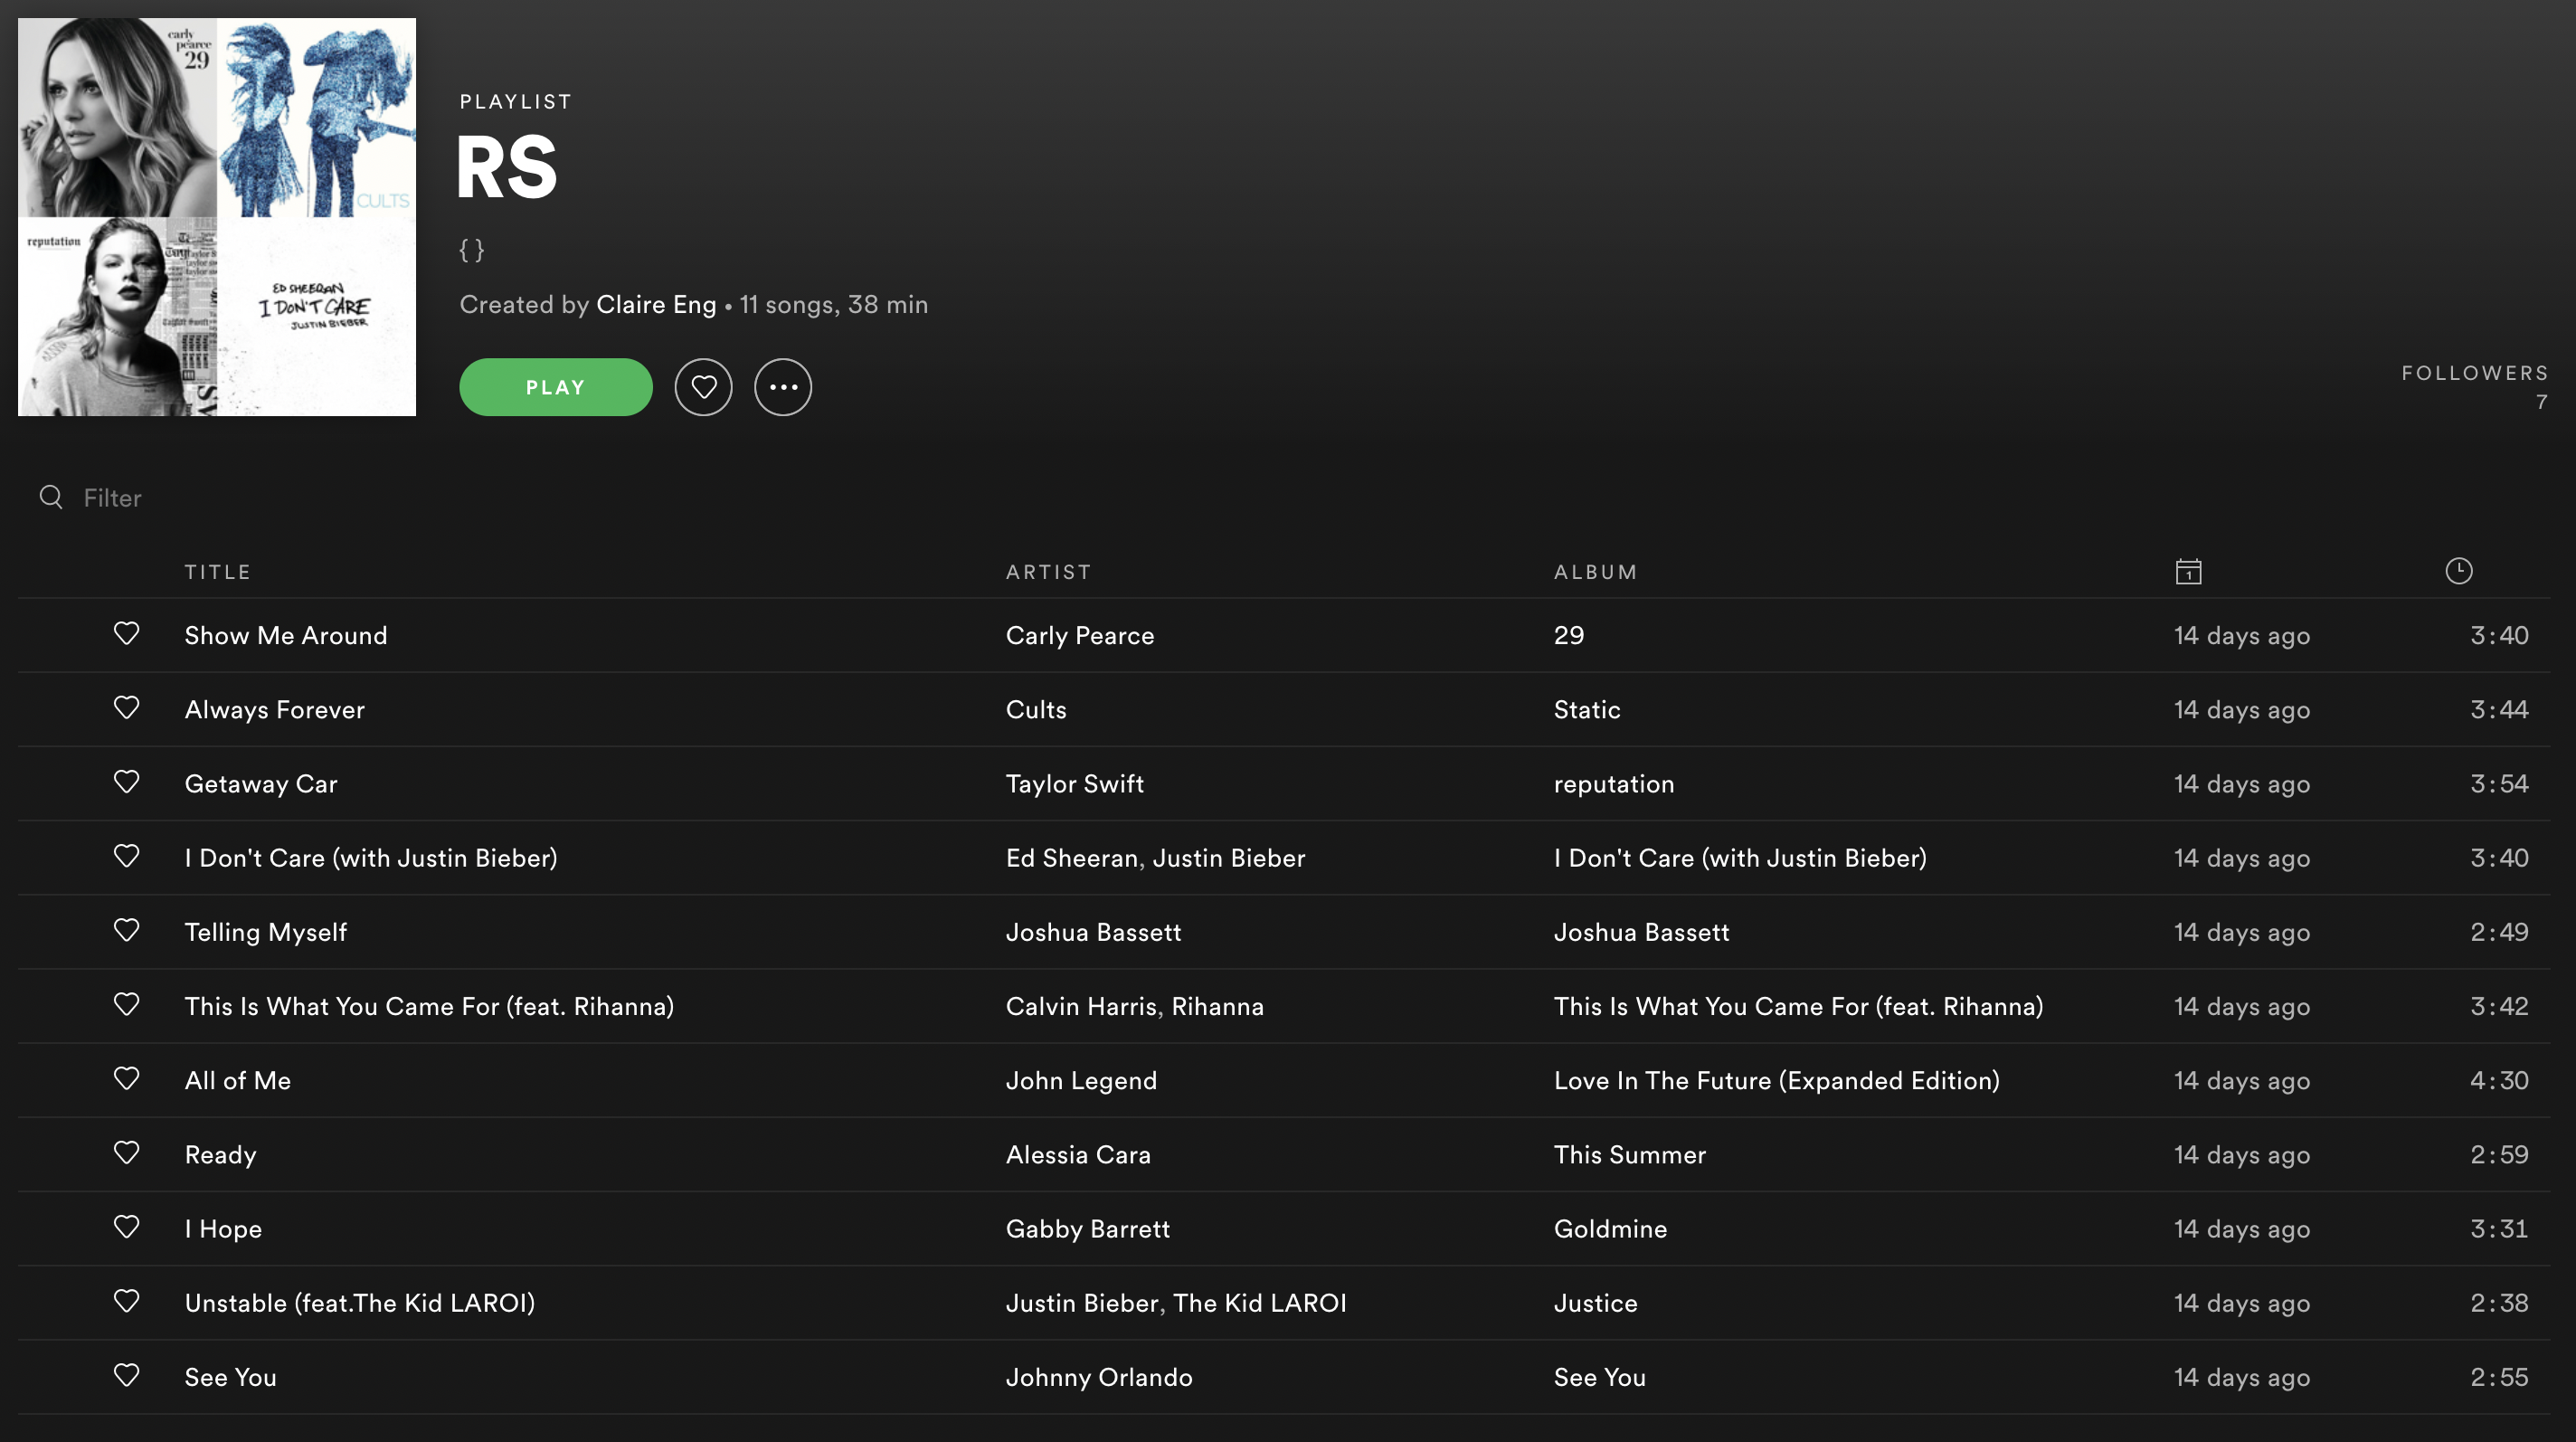 carly
pearce
29
CULTS
reputation
ED SHEERAN
I DON'T CARE
JUSTIN BIEBER
PLAYLIST
RS
{ }
Created by Claire Eng • 11 songs, 38 min
PLAY
FOLLOWERS
7
Filter
TITLE ARTIST ALBUM 1
Show Me Around Carly Pearce 29 14 days ago 3:40
Always Forever Cults Static 14 days ago 3:44
Getaway Car Taylor Swift reputation 14 days ago 3:54
I Don't Care (with Justin Bieber) Ed Sheeran, Justin Bieber I Don't Care (with Justin Bieber) 14 days ago 3:40
Telling Myself Joshua Bassett Joshua Bassett 14 days ago 2:49
This Is What You Came For (feat. Rihanna) Calvin Harris, Rihanna This Is What You Came For (feat. Rihanna) 14 days ago 3:42
All of Me John Legend Love In The Future (Expanded Edition) 14 days ago 4:30
Ready Alessia Cara This Summer 14 days ago 2:59
I Hope Gabby Barrett Goldmine 14 days ago 3:31
Unstable (feat.The Kid LAROI) Justin Bieber, The Kid LAROI Justice 14 days ago 2:38
See You Johnny Orlando See You 14 days ago 2:55